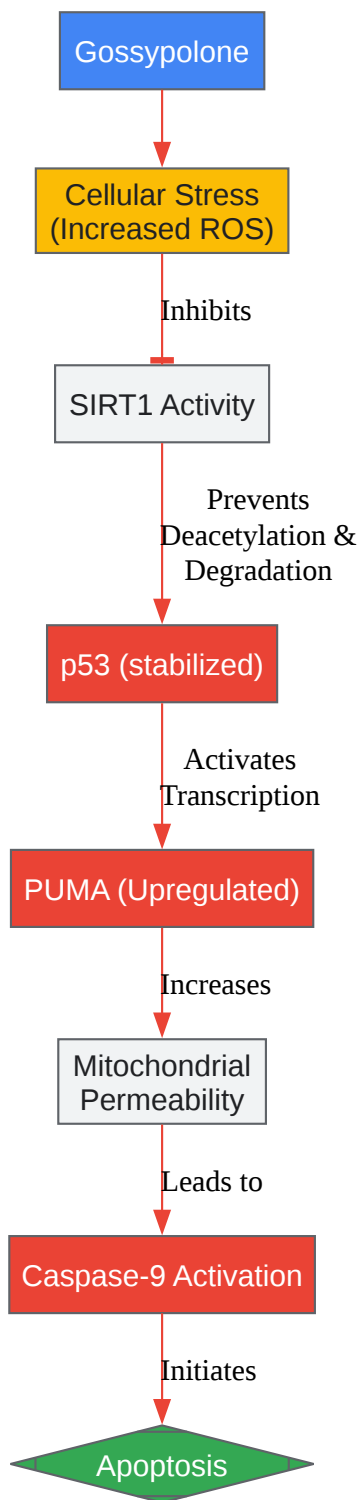 Gossypolone
Cellular Stress
(Increased ROS)
Inhibits
SIRT1 Activity
Prevents
Deacetylation &
Degradation
p53 (stabilized)
Activates
Transcription
PUMA (Upregulated)
Increases
Mitochondrial
Permeability
Leads to
Caspase-9 Activation
Initiates
Apoptosis